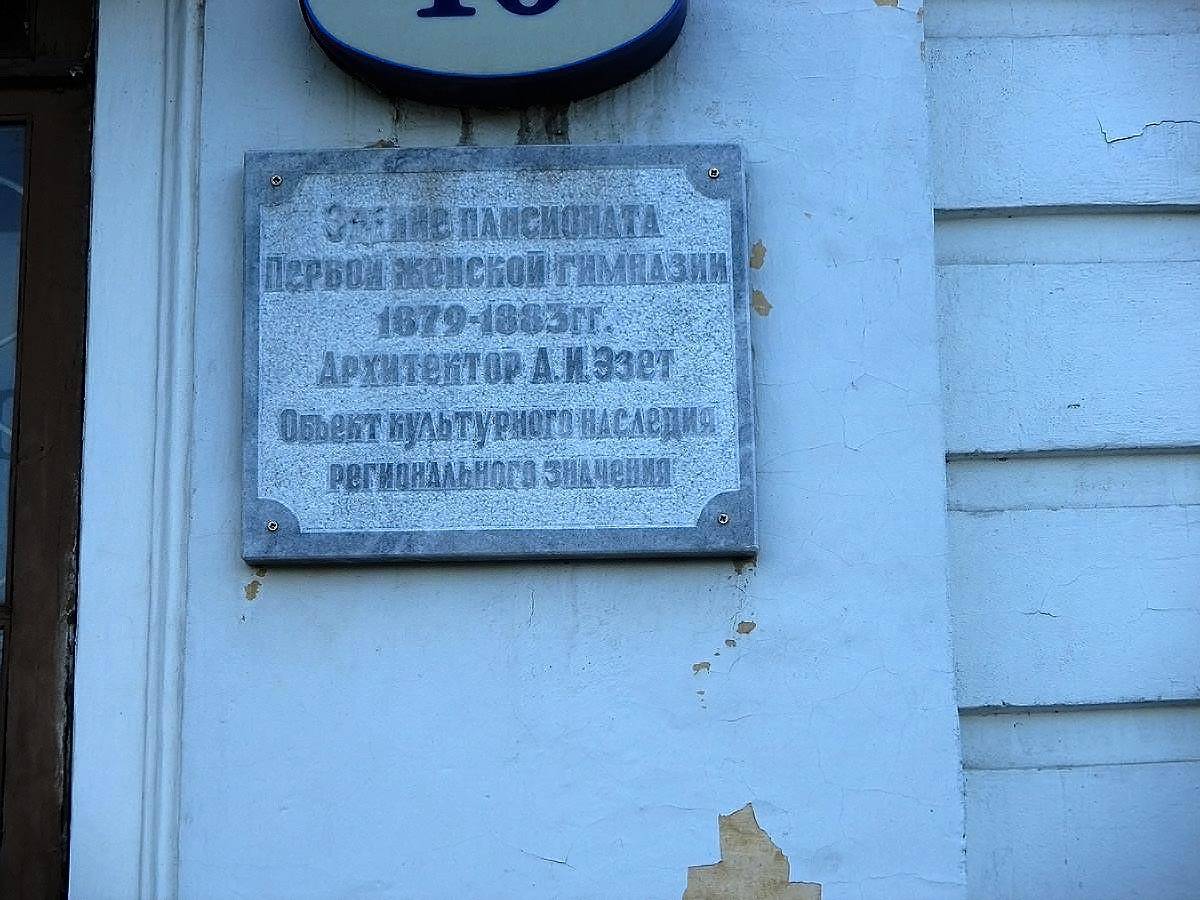 Здание пансионата
Первой женской гимназии
1879-1883гг.
Архитектор А.И.Эзет
Объект культурного наследия
регионального значения